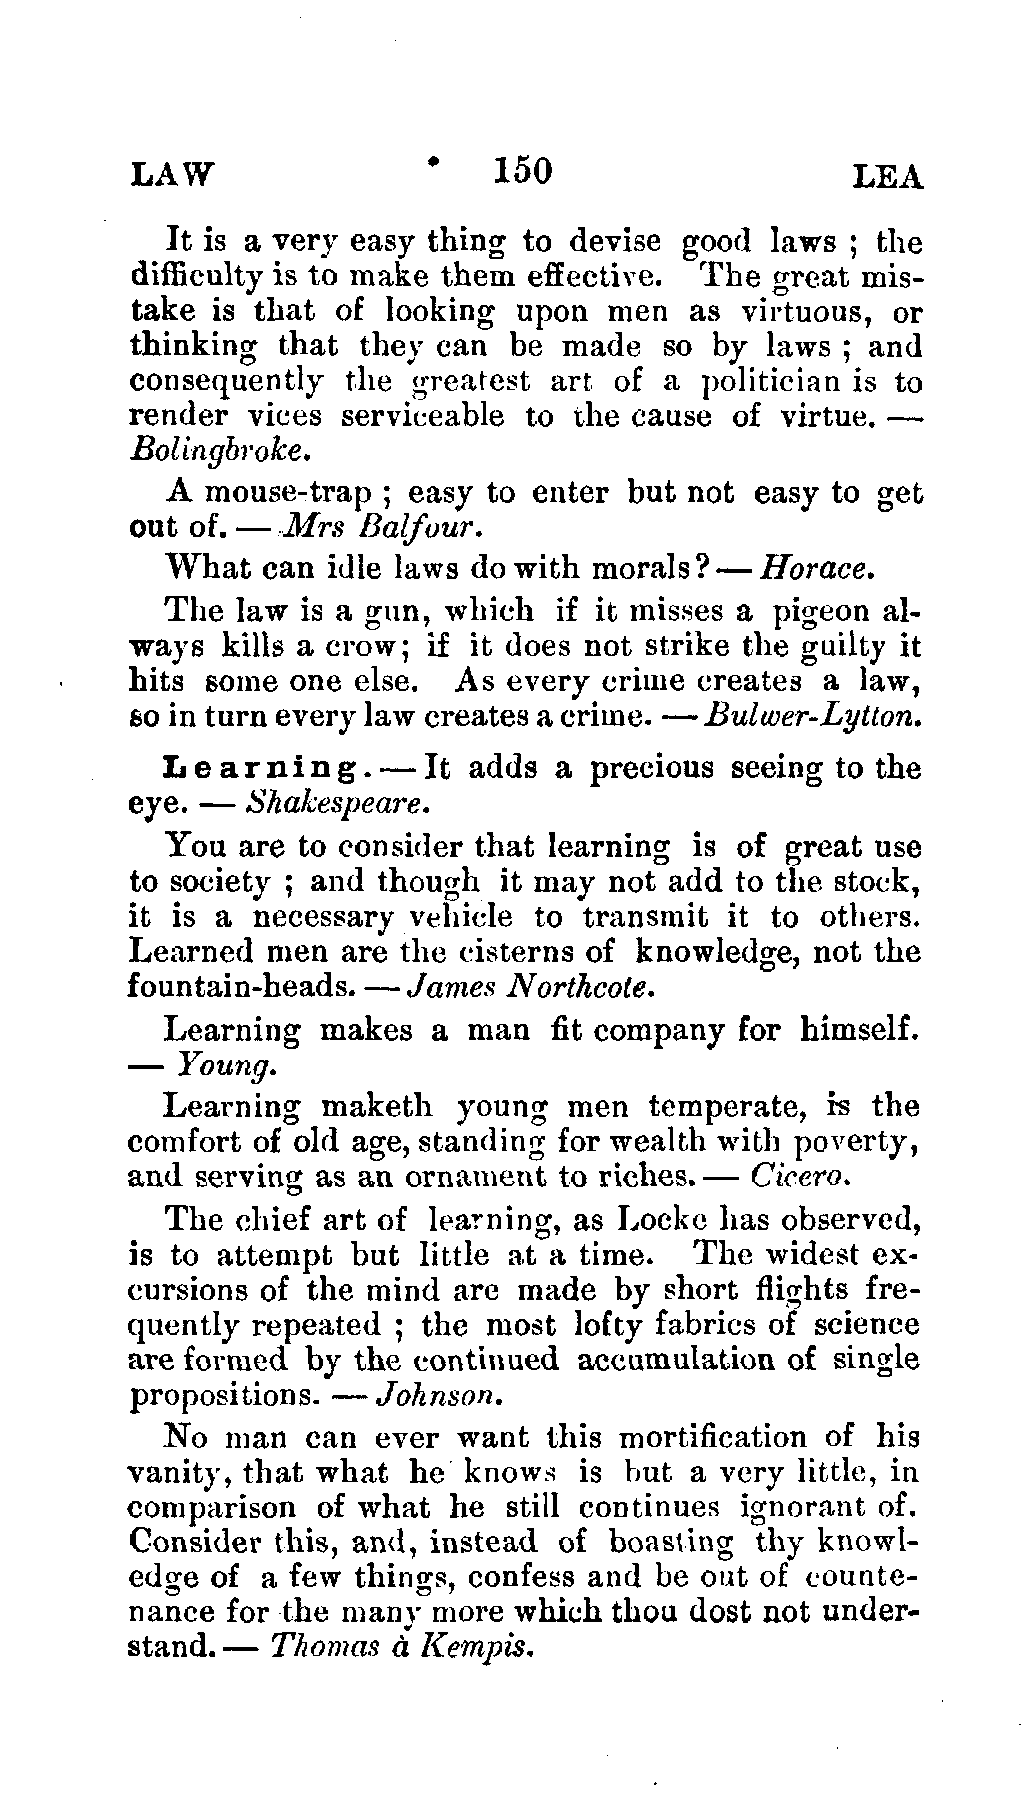 LAW 150 LEA
It is a very easy thing to devise good laws ; the
difficulty is to make them effective. The great mis-
take is that of looking upon men as virtuous, or
thinking that they can be made so by laws ; and
consequently the greatest art of a politician is to
render vices serviceable to the cause of virtue. —
Bolingbroke.
A mouse-trap ; easy to enter but not easy to get
out of. — Mrs Balfour.
What can idle laws do with morals? — Horace.
The law is a gun, which if it misses a pigeon al-
ways kills a crow; if it does not strike the guilty it
hits some one else. As every crime creates a law,
so in turn every law creates a crime. — Bulwer-Lytton.
Learning. — It adds a precious seeing to the
eye. — Shakespeare.
You are to consider that learning is of great use
to society ; and though it may not add to the stock,
it is a necessary vehicle to transmit it to others.
Learned men are the cisterns of knowledge, not the
fountain-heads. — James Northcote.
Learning makes a man fit company for himself.
— Young.
Learning maketh young men temperate, is the
comfort of old age, standing for wealth with poverty,
and serving as an ornament to riches. — Cicero.
The chief art of learning, as Locke has observed,
is to attempt but little at a time. The widest ex-
cursions of the mind are made by short flights fre-
quently repeated ; the most lofty fabrics of science
are formed by the continued accumulation of single
propositions. — Johnson.
No man can ever want this mortification of his
vanity, that what he knows is but a very little, in
comparison of what he still continues ignorant of.
Consider this, and, instead of boasting thy knowl-
edge of a few things, confess and be out of counte-
nance for the many more which thou dost not under-
stand. — Thomas à Kempis.